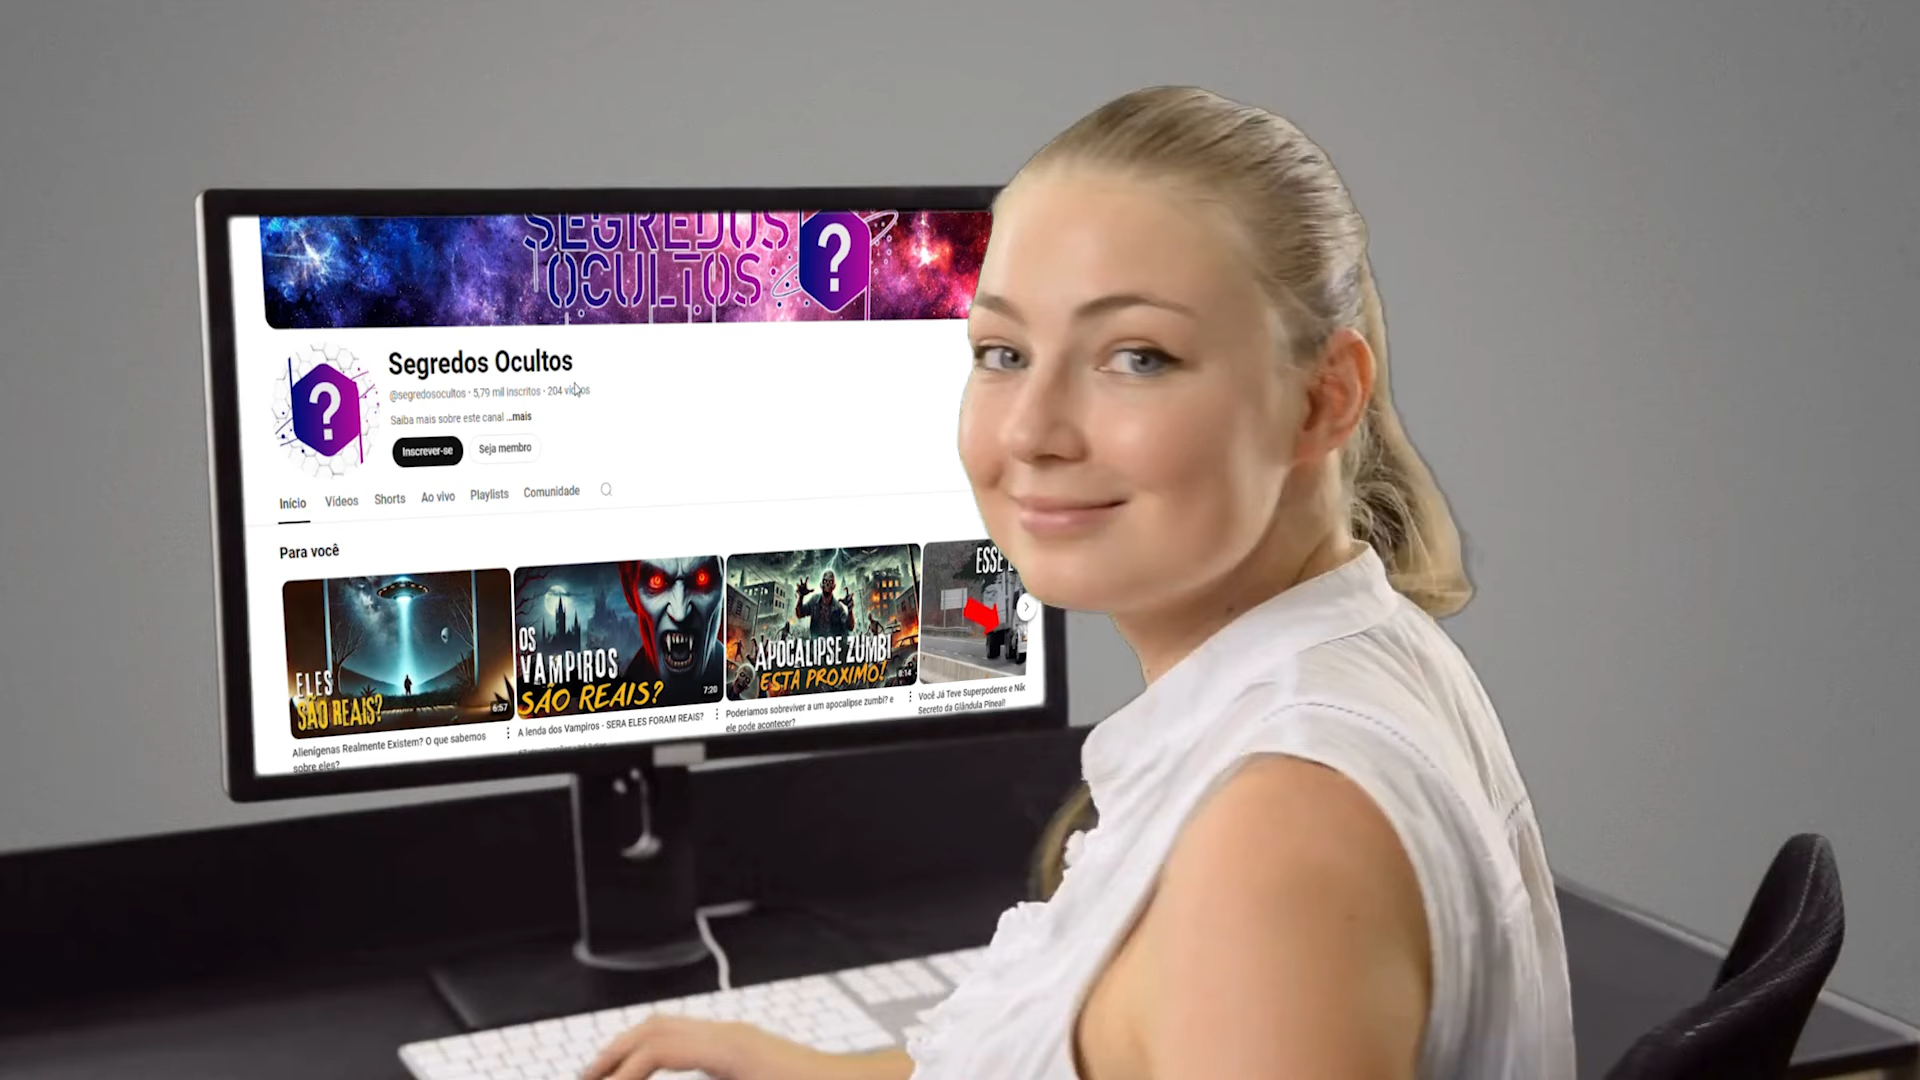 SEGREDOS
OCULTOS
?
?
Segredos Ocultos
@segredosocultos · 5,79 mil inscritos · 204 vídeos
Saiba mais sobre este canal ...mais
Inscrever-se
Seja membro
Início Vídeos Shorts Ao vivo Playlists Comunidade
Para você
ELES
SÃO REAIS?
6:57
OS
VAMPIROS
SÃO REAIS?
7:20
APOCALIPSE ZUMBI
ESTÁ PRÓXIMO?
8:14
ESSE
Alienígenas Realmente Existem? O que sabemos
sobre eles?
A lenda dos Vampiros - SERA ELES FORAM REAIS?
Poderíamos sobreviver a um apocalipse zumbi? e
ele pode acontecer?
Você Já Teve Superpoderes e
Secreto da Glândula Pineal!